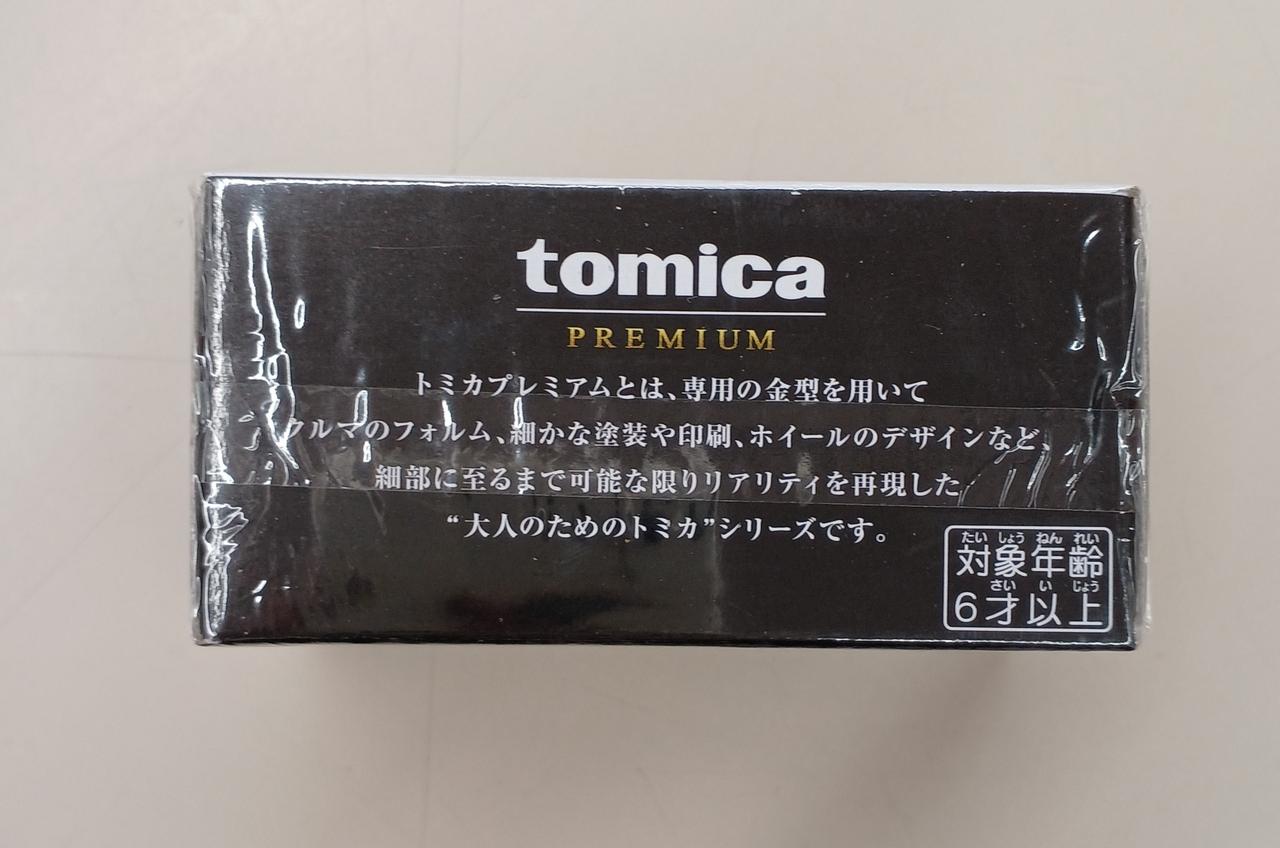 tomica
PREMIUM
トミカプレミアムとは、専用の金型を用いて
クルマのフォルム、細かな塗装や印刷、ホイールのデザインなど、
細部に至るまで可能な限りリアリティを再現した
“大人のためのトミカ”シリーズです。
たい しょう ねん れい
対象年齢
さい い じょう
6才以上